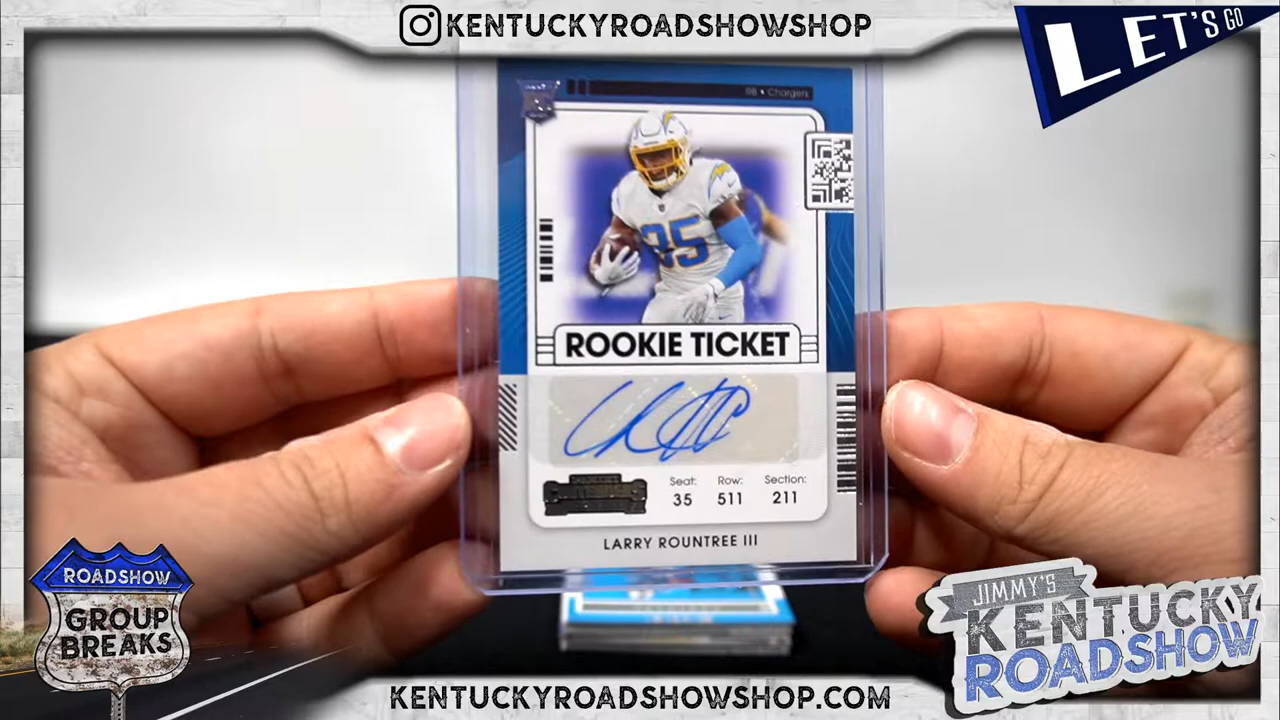 KENTUCKYROADSHOWSHOP
LET'S GO
RB • Chargers
35
ROOKIE TICKET
Seat: Row: Section:
35 511 211
LARRY ROUNTREE III
ROADSHOW
GROUP
BREAKS
JIMMY'S
KENTUCKY
ROADSHOW
KENTUCKYROADSHOWSHOP.COM